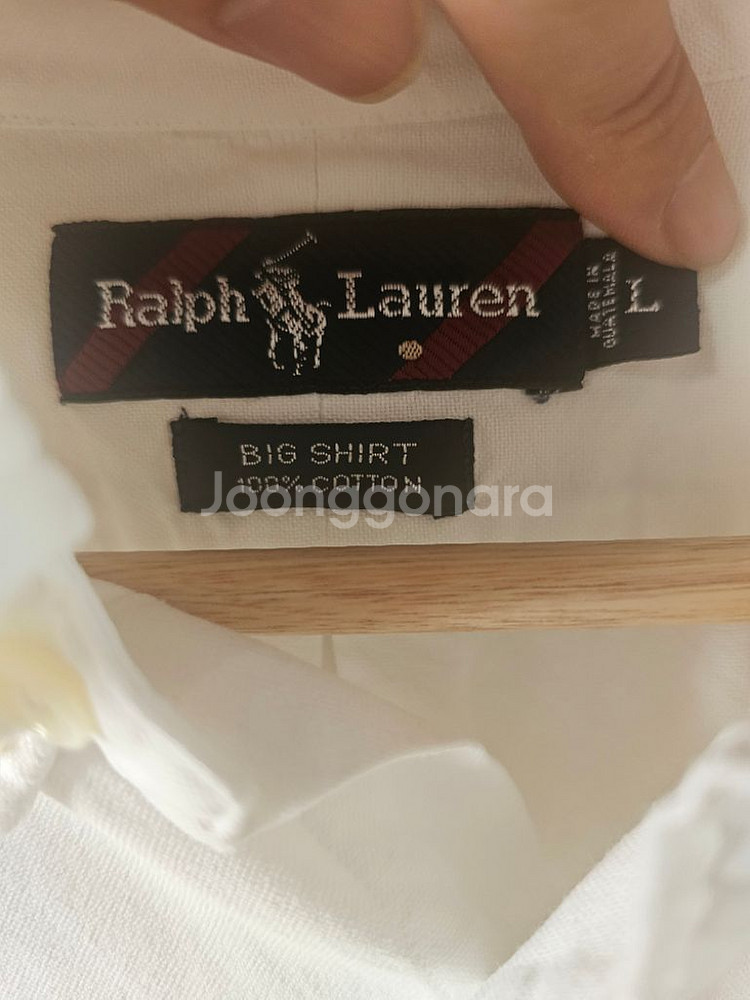 Ralph Lauren
MADE IN
GUATEMALA
L
BIG SHIRT
100% COTTON
Joonggonara